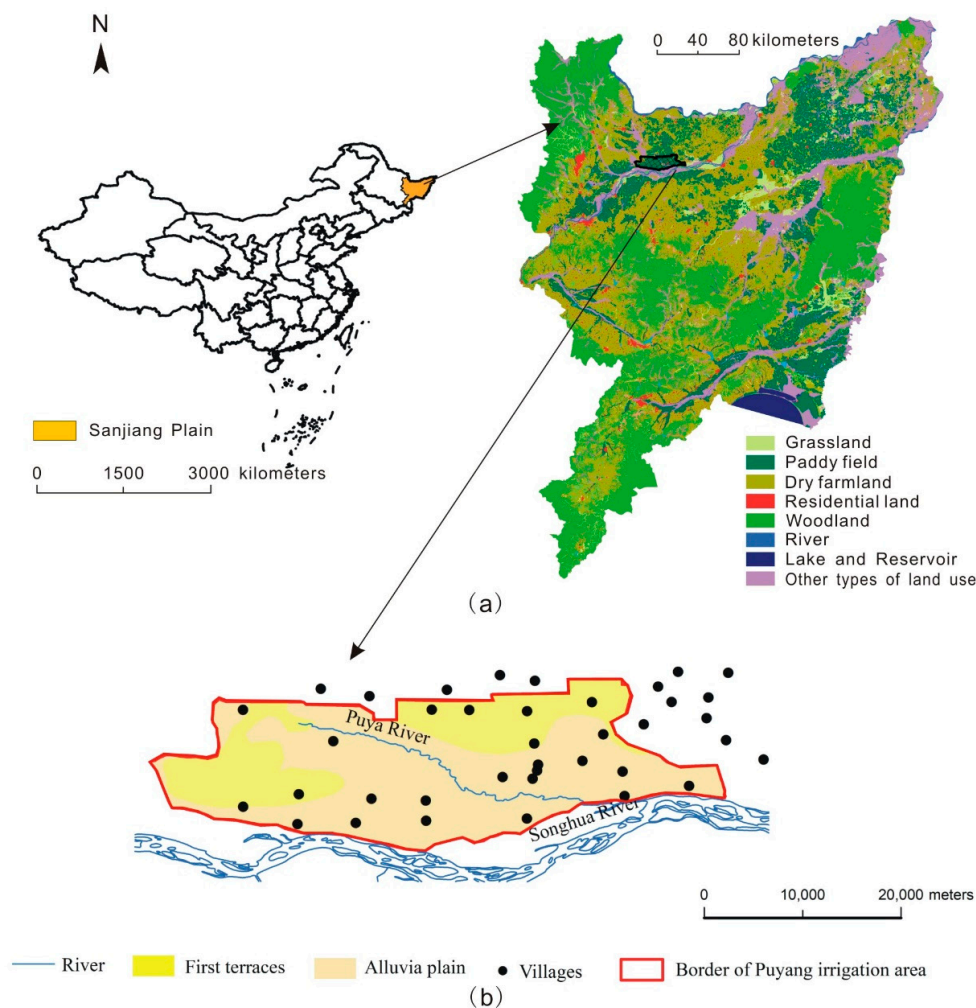 N
0 40 80 kilometers
Sanjiang Plain
0 1500 3000 kilometers
Grassland
Paddy field
Dry farmland
Residential land
Woodland
River
Lake and Reservoir
Other types of land use
(a)
Puya River
Songhua River
0 10,000 20,000 meters
River
First terraces
Alluvia plain
Villages
Border of Puyang irrigation area
(b)